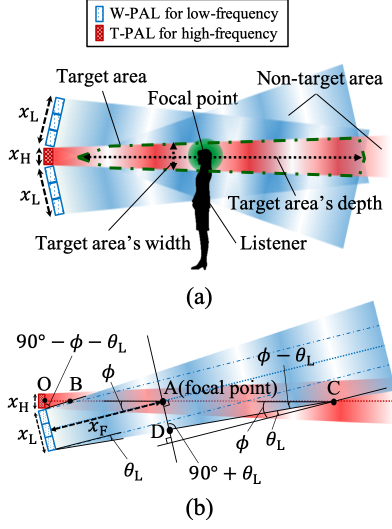 W-PAL for low-frequency
T-PAL for high-frequency
Target area
Non-target area
Focal point
x_L
x_H
x_L
Target area's depth
Target area's width
Listener
(a)
90° − ϕ − θ_L
ϕ
ϕ − θ_L
O
B
A(focal point)
C
x_H
x_L
x_F
D
ϕ
θ_L
θ_L
90° + θ_L
(b)